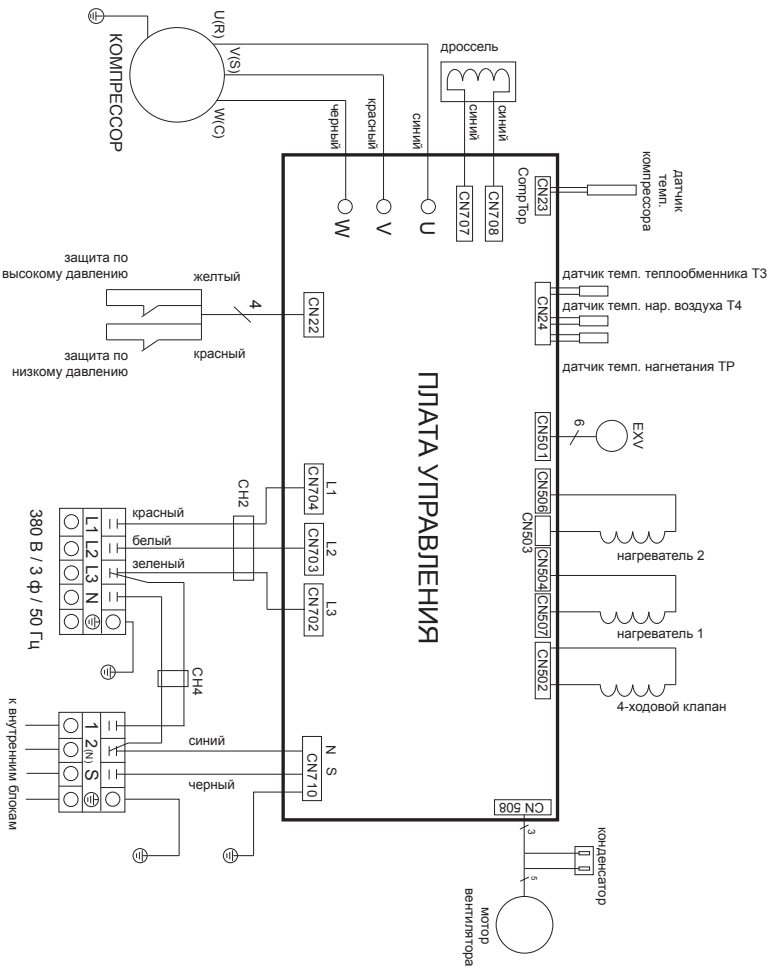 U(R)
V(S)
W(C)
КОМПРЕССОР
синий
красный
черный
дроссель
синий
синий
датчик
темп.
компрессора
CN23
CompTop
CN707
CN708
U
V
W
датчик темп. теплообменника T3
датчик темп. нар. воздуха T4
датчик темп. нагнетания TP
CN24
защита по
высокому давлению
желтый
4
CN22
защита по
низкому давлению
красный
ПЛАТА УПРАВЛЕНИЯ
CN501
6
EXV
CN506
CN503
нагреватель 2
CN504
CN507
нагреватель 1
CN502
4-ходовой клапан
L1
CN704
L2
CN703
L3
CN702
CH2
красный
белый
зеленый
L1
L2
L3
N
380 В / 3 ф / 50 Гц
CH4
1
2(N)
S
к внутренним блокам
синий
черный
N
S
CN710
CN 508
3
5
конденсатор
мотор
вентилятора